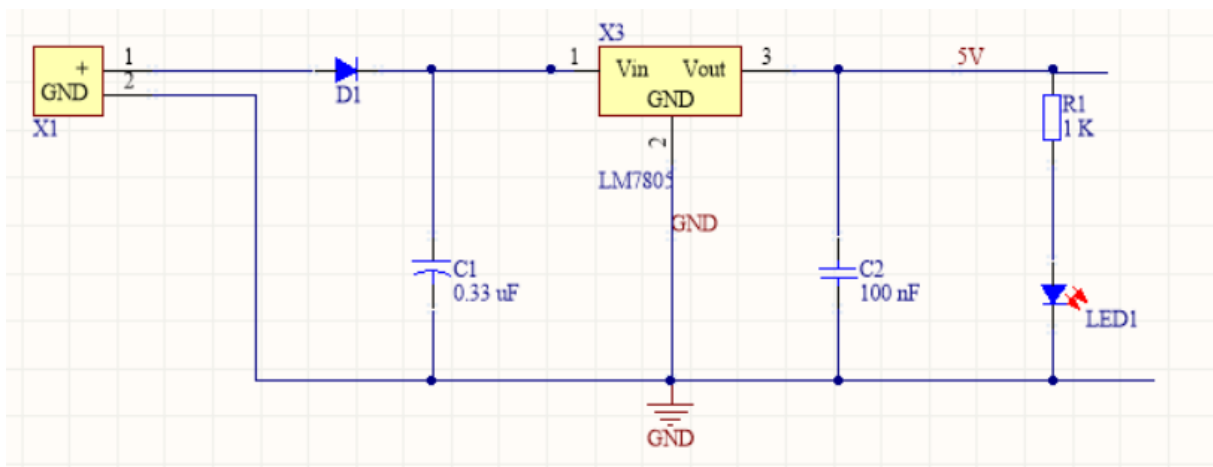 +
GND
1
2
X1
D1
C1
0.33 uF
X3
1
Vin
Vout
3
GND
2
LM7805
GND
GND
C2
100 nF
5V
R1
1 K
LED1